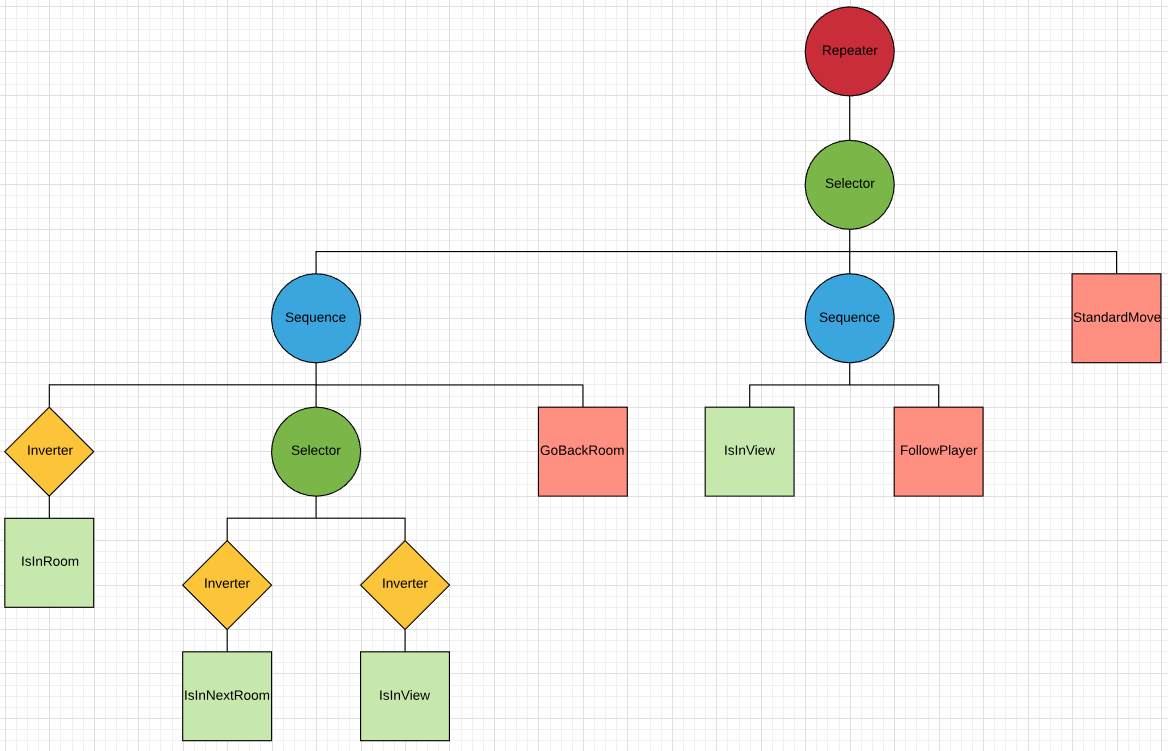 Repeater
Selector
Sequence
Sequence
StandardMove
Inverter
Selector
GoBackRoom
IsInView
FollowPlayer
IsInRoom
Inverter
Inverter
IsInNextRoom
IsInView